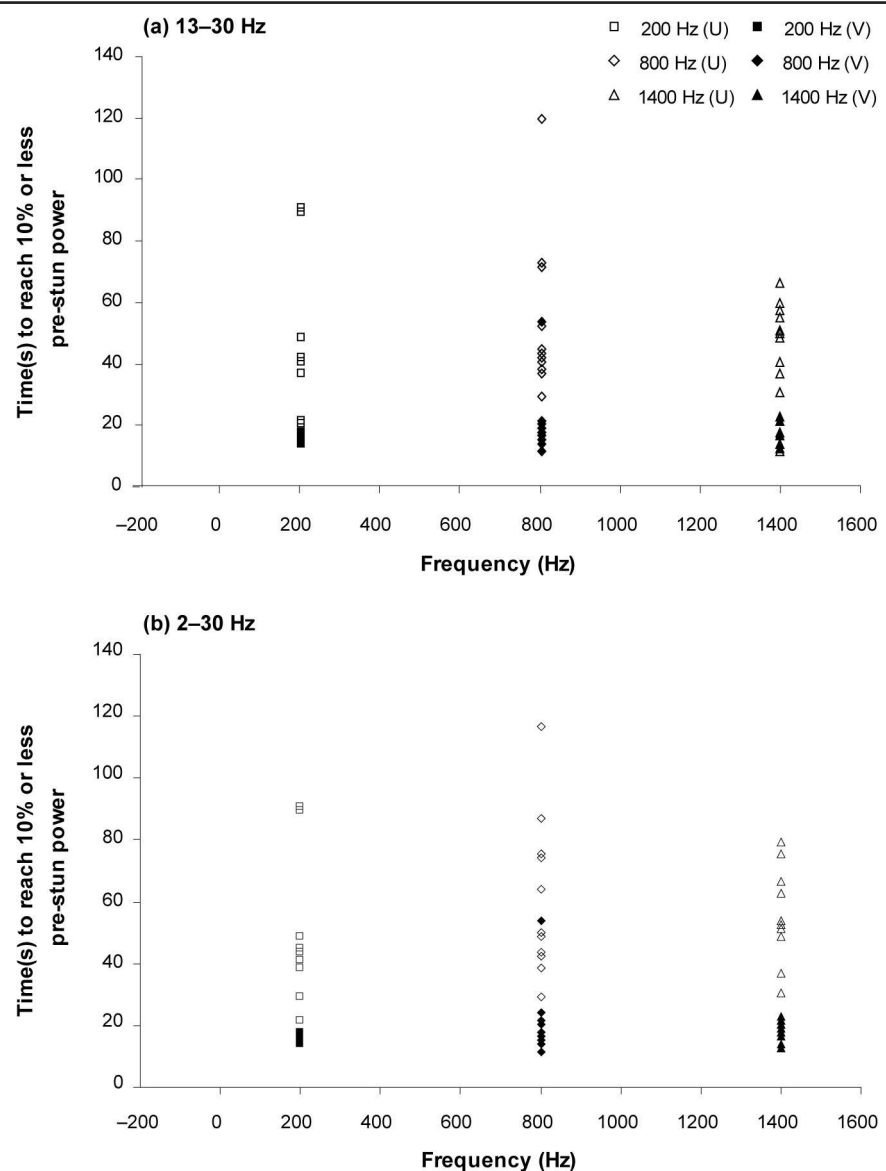 (a) 13–30 Hz
200 Hz (U) 200 Hz (V)
800 Hz (U) 800 Hz (V)
1400 Hz (U) 1400 Hz (V)
Time(s) to reach 10% or less
pre-stun power
140
120
100
80
60
40
20
0
–200 0 200 400 600 800 1000 1200 1400 1600
Frequency (Hz)
(b) 2–30 Hz
Time(s) to reach 10% or less
pre-stun power
140
120
100
80
60
40
20
0
–200 0 200 400 600 800 1000 1200 1400 1600
Frequency (Hz)